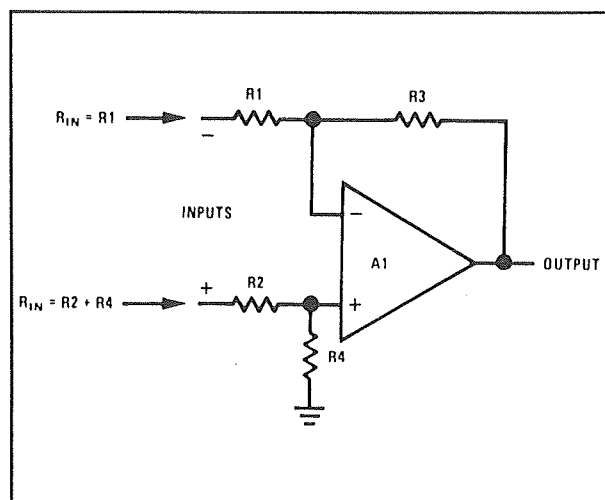 R1
R3
RIN = R1
−
INPUTS
−
A1
OUTPUT
R2
+
RIN = R2 + R4
+
R4